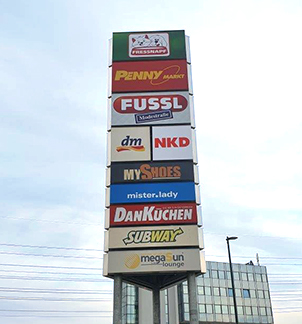 FRESSNAPF
PENNY MARKT
FUSSL
Modestraße
dm NKD
MYSHOES
mister.lady
DANKÜCHEN
SUBWAY
megaSun
lounge